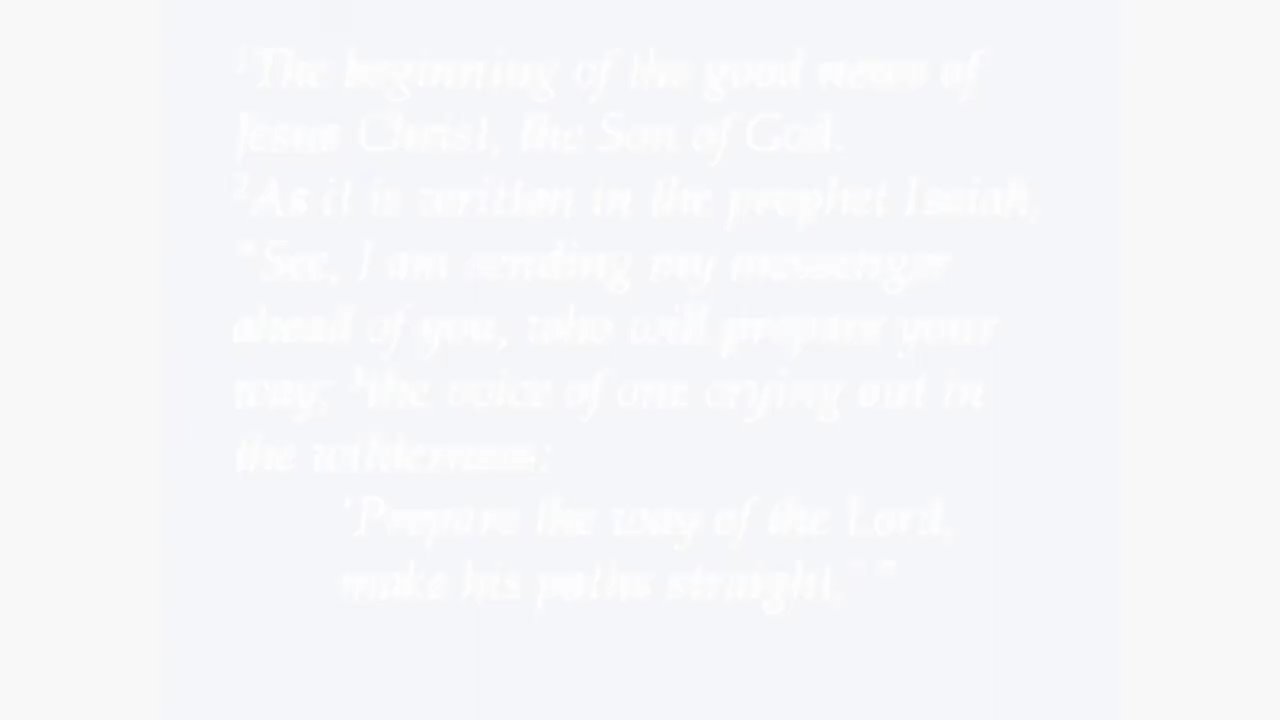 ¹The beginning of the good news of
Jesus Christ, the Son of God.
²As it is written in the prophet Isaiah,
“See, I am sending my messenger
ahead of you, who will prepare your
way; ³the voice of one crying out in
the wilderness:
‘Prepare the way of the Lord,
make his paths straight,’ ”